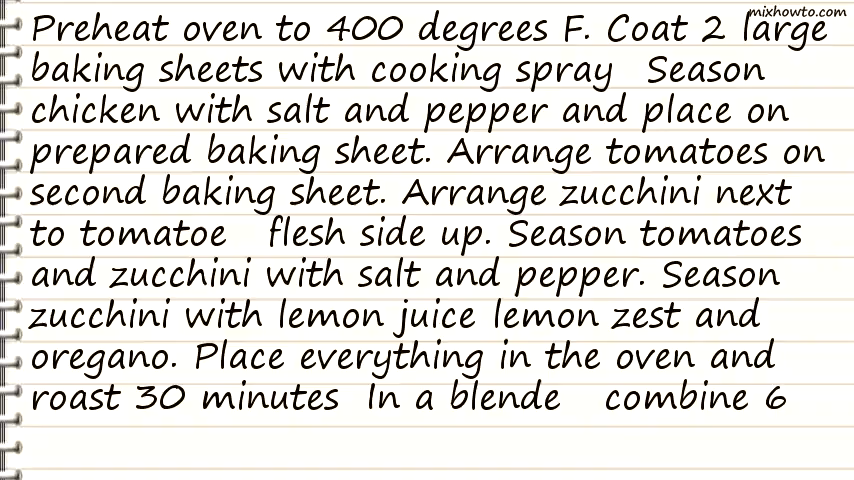 mixhowto.com
Preheat oven to 400 degrees F. Coat 2 large
baking sheets with cooking spray Season
chicken with salt and pepper and place on
prepared baking sheet. Arrange tomatoes on
second baking sheet. Arrange zucchini next
to tomatoe flesh side up. Season tomatoes
and zucchini with salt and pepper. Season
zucchini with lemon juice lemon zest and
oregano. Place everything in the oven and
roast 30 minutes In a blende combine 6